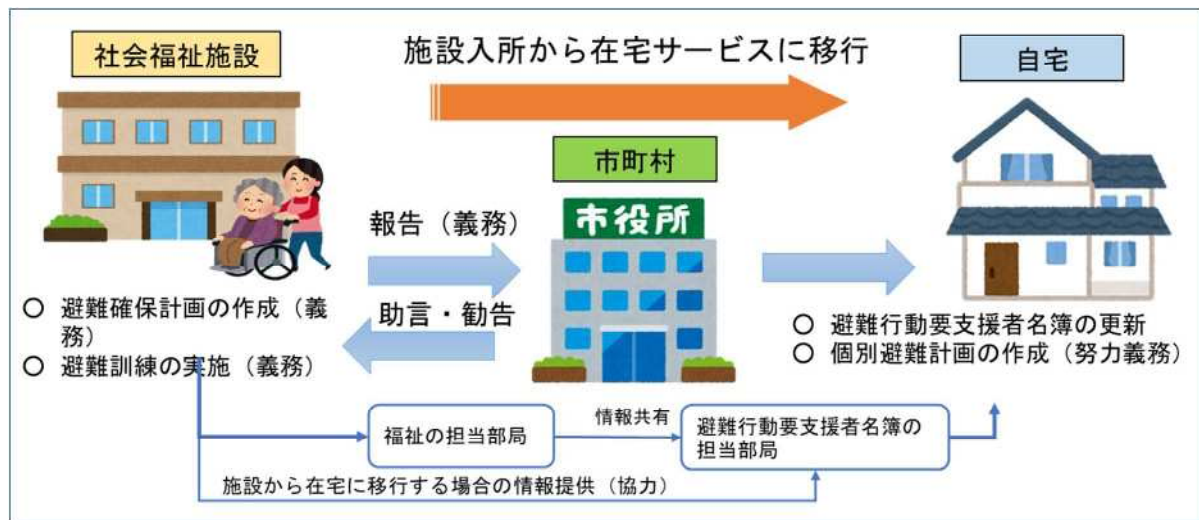 社会福祉施設
施設入所から在宅サービスに移行
自宅
市町村
市役所
報告（義務）
助言・勧告
○ 避難確保計画の作成（義
務）
○ 避難訓練の実施（義務）
○ 避難行動要支援者名簿の更新
○ 個別避難計画の作成（努力義務）
福祉の担当部局
情報共有
避難行動要支援者名簿の
担当部局
施設から在宅に移行する場合の情報提供（協力）